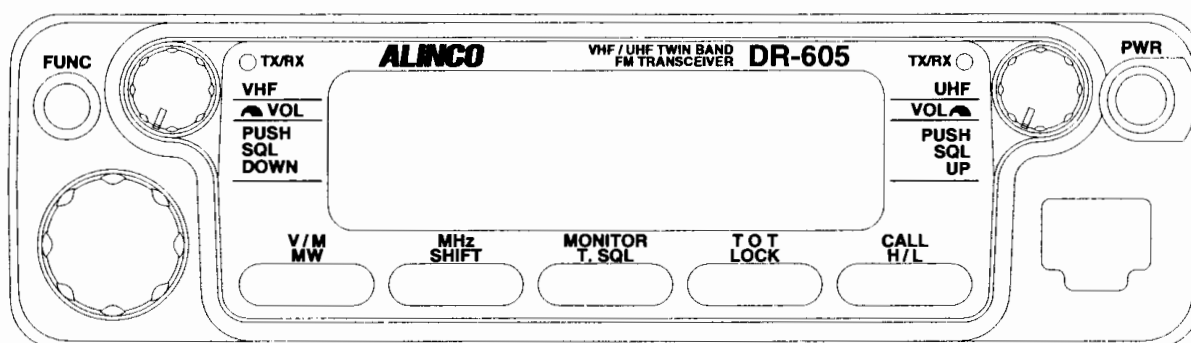 FUNC
TX/RX
ALINCO
VHF / UHF TWIN BAND
FM TRANSCEIVER
DR-605
TX/RX
PWR
VHF
VOL
PUSH
SQL
DOWN
UHF
VOL
PUSH
SQL
UP
V / M
MW
MHz
SHIFT
MONITOR
T. SQL
T O T
LOCK
CALL
H / L